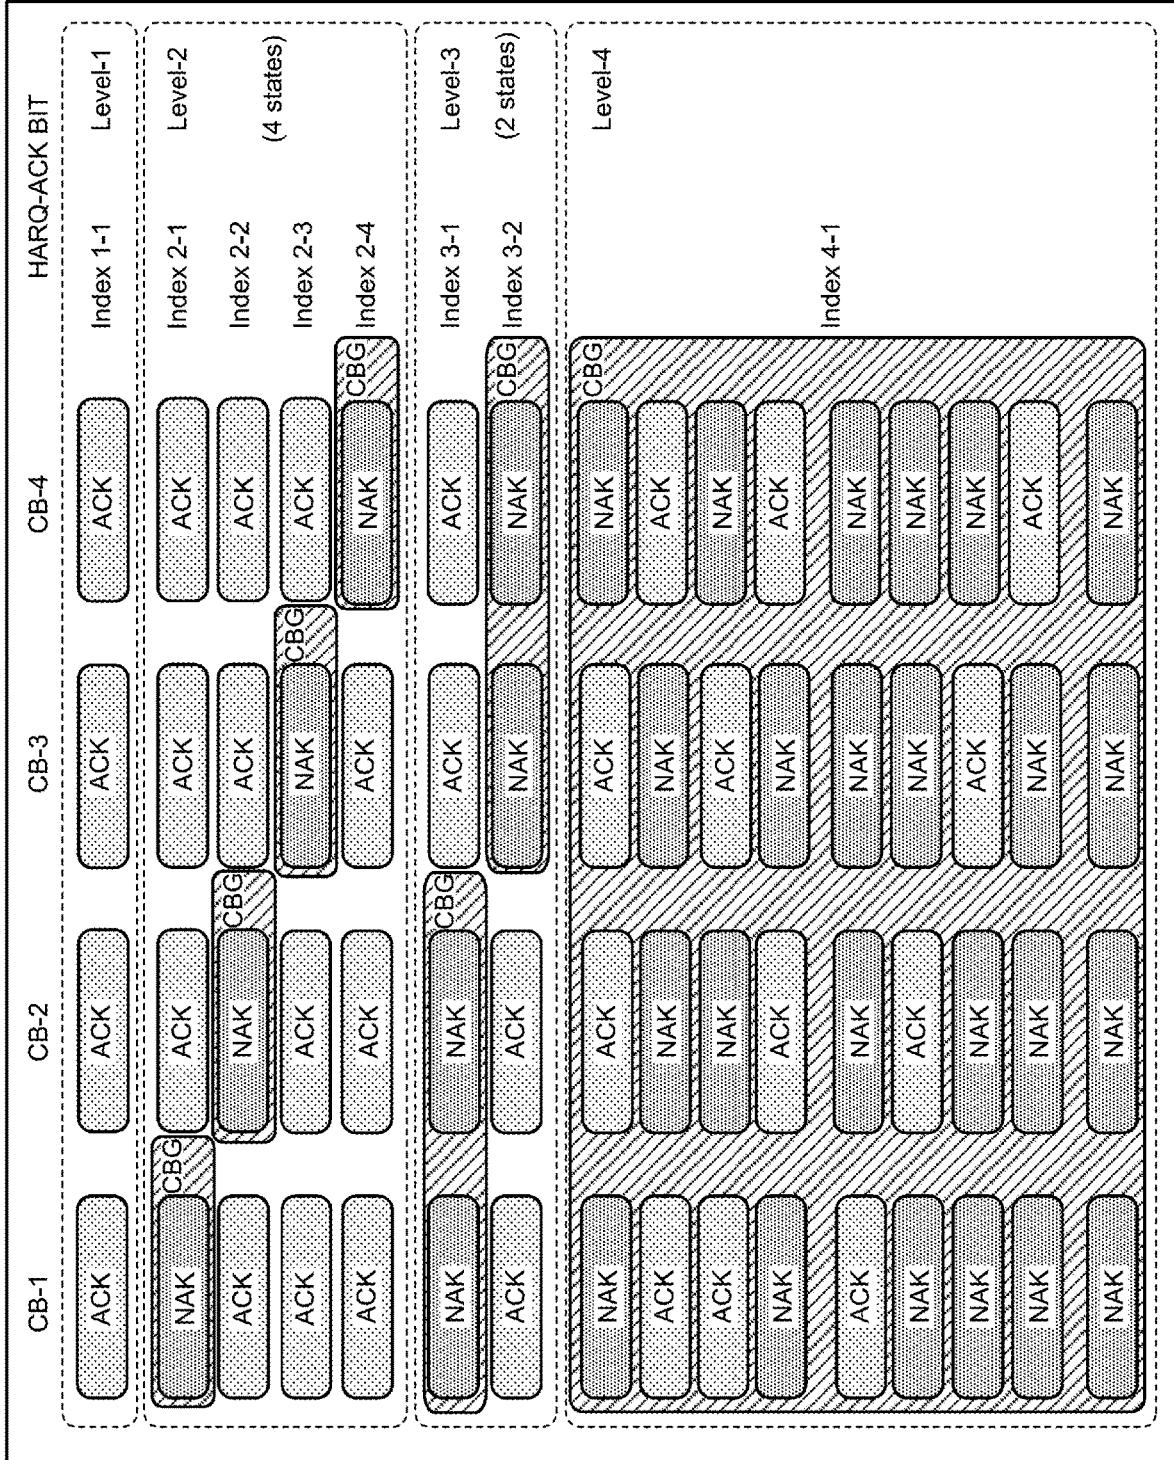 CB-1 CB-2 CB-3 CB-4 HARQ-ACK BIT
ACK ACK ACK ACK Index 1-1 Level-1
NAK CBG ACK ACK ACK Index 2-1 Level-2
ACK NAK CBG ACK ACK Index 2-2
(4 states)
ACK ACK NAK CBG ACK Index 2-3
ACK ACK ACK NAK CBG Index 2-4
NAK NAK CBG ACK ACK Index 3-1 Level-3
ACK ACK NAK NAK CBG Index 3-2 (2 states)
NAK ACK ACK NAK CBG Level-4
ACK NAK NAK ACK
ACK NAK ACK NAK
NAK ACK NAK ACK
Index 4-1
ACK NAK NAK NAK
NAK ACK NAK NAK
NAK NAK ACK NAK
NAK NAK NAK ACK
NAK NAK NAK NAK